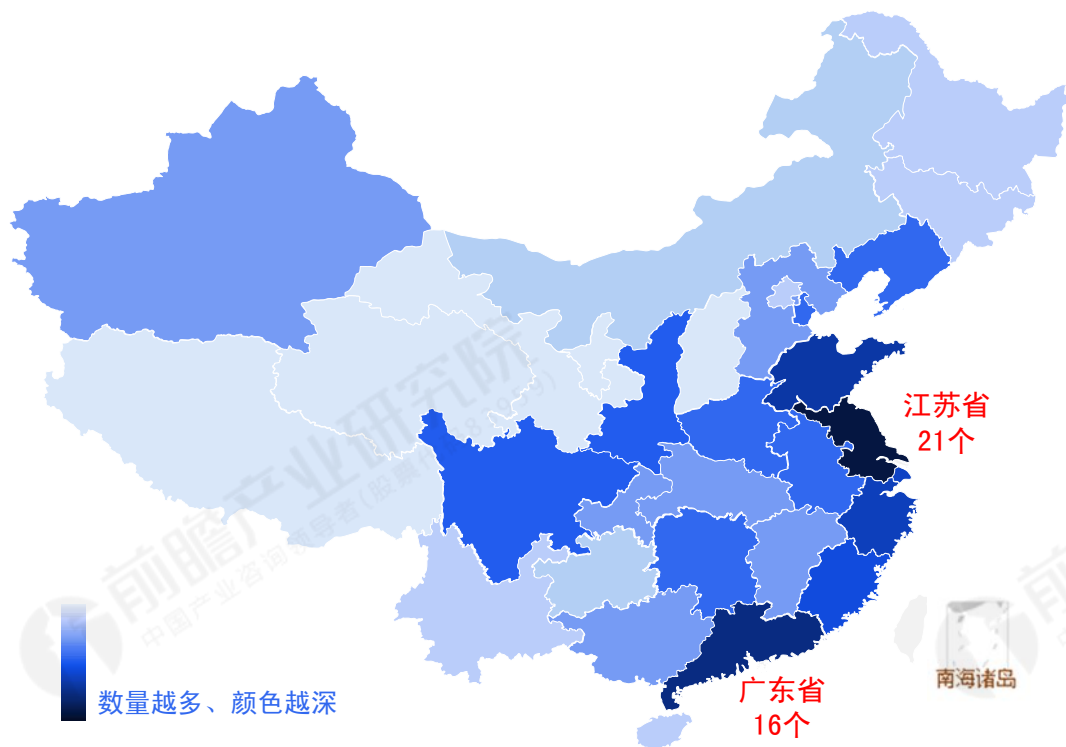 江苏省
21个
广东省
16个
数量越多、颜色越深
南海诸岛
前瞻产业研究院
中国产业咨询领导者